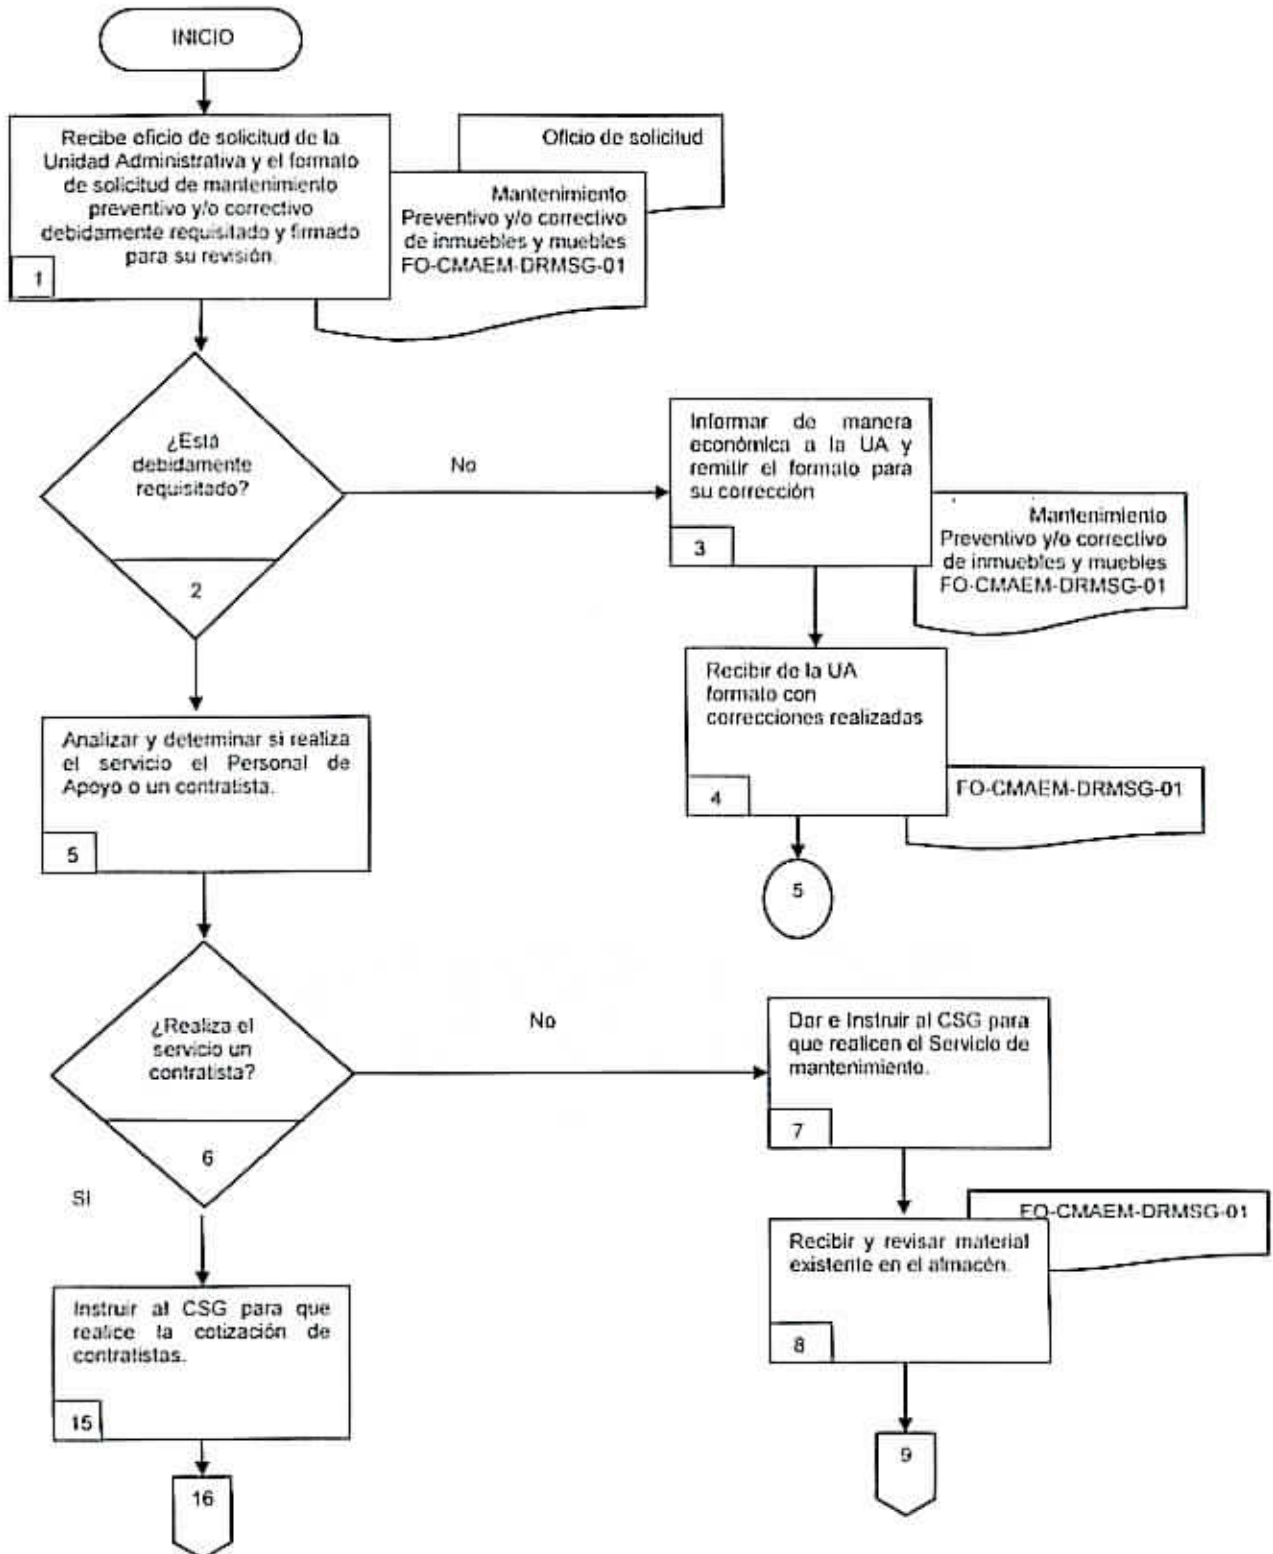 INICIO
Recibe oficio de solicitud de la
Unidad Administrativa y el formato
de solicitud de mantenimiento
preventivo y/o correctivo
debidamente requisitado y firmado
para su revisión.
1
Oficio de solicitud
Mantenimiento
Preventivo y/o correctivo
de inmuebles y muebles
FO-CMAEM-DRMSG-01
¿Está
debidamente
requisitado?
2
No
Informar de manera
económica a la UA y
remitir el formato para
su corrección
3
Mantenimiento
Preventivo y/o correctivo
de inmuebles y muebles
FO-CMAEM-DRMSG-01
Recibir de la UA
formato con
correcciones realizadas
4
FO-CMAEM-DRMSG-01
5
Analizar y determinar si realiza
el servicio el Personal de
Apoyo o un contratista.
5
¿Realiza el
servicio un
contratista?
6
No
Dar e Instruir al CSG para
que realicen el Servicio de
mantenimiento.
7
FO-CMAEM-DRMSG-01
Recibir y revisar material
existente en el almacén.
8
9
SI
Instruir al CSG para que
realice la cotización de
contratistas.
15
16